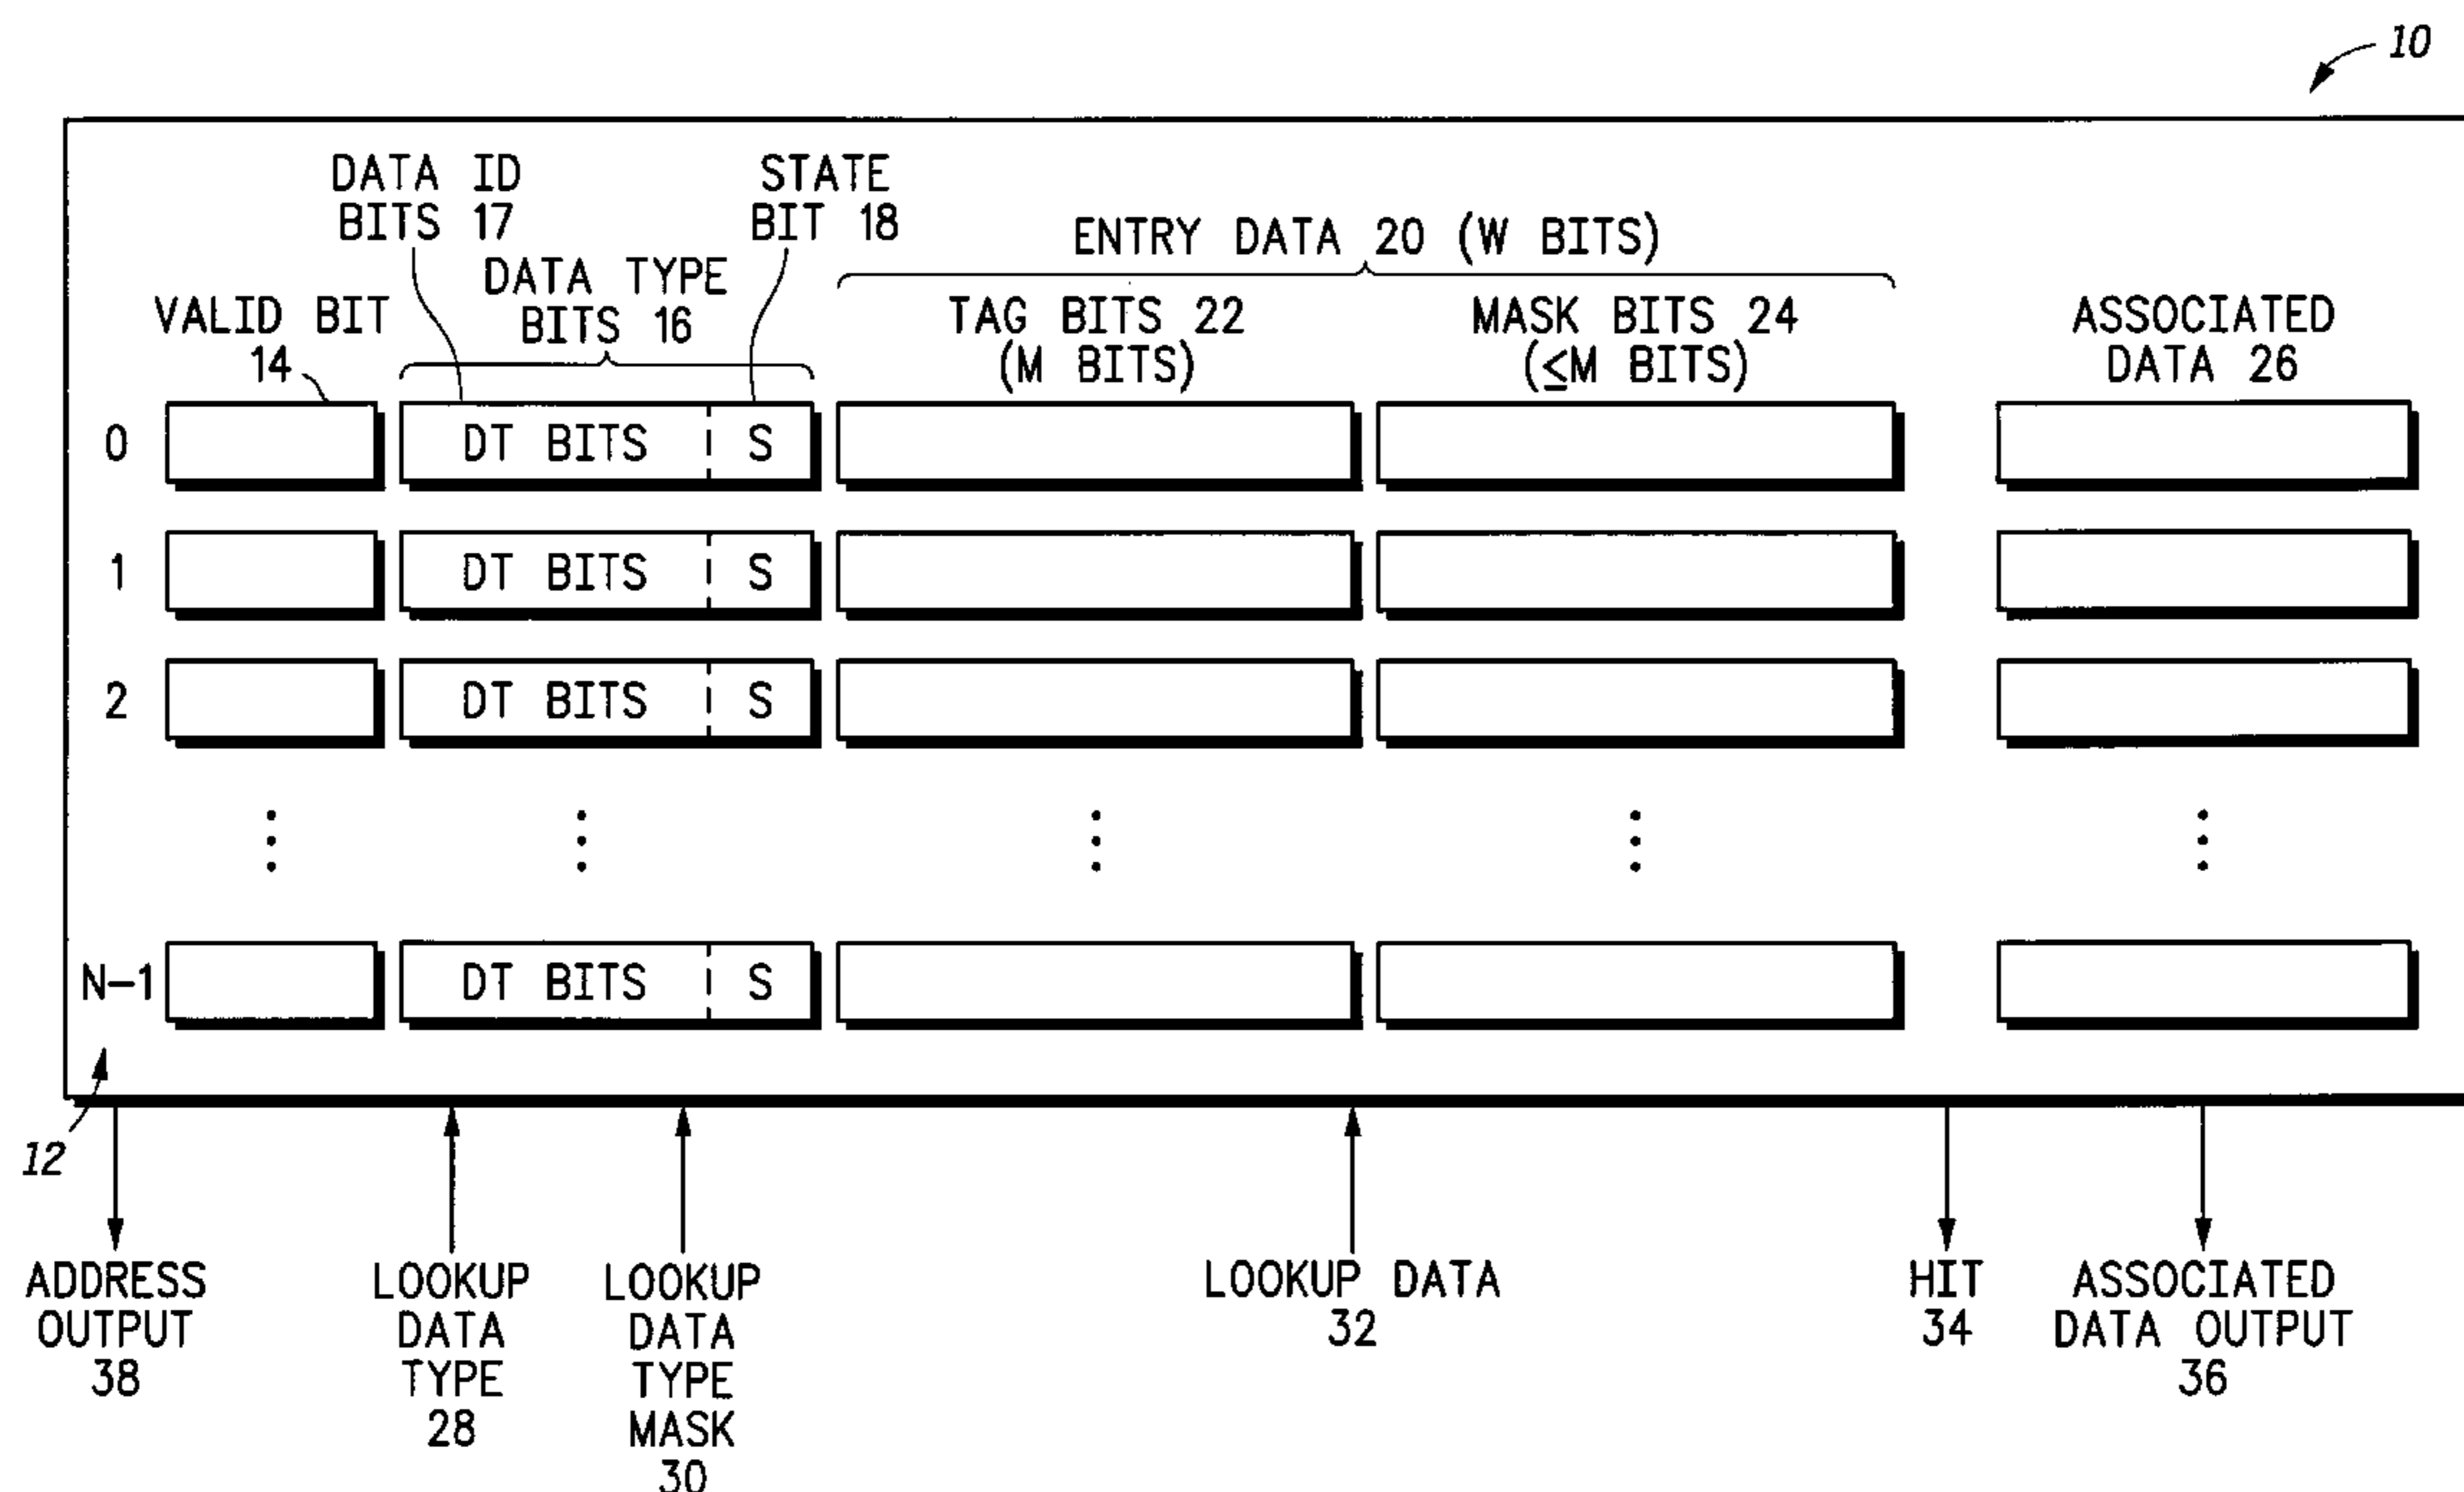 10
DATA ID
BITS 17
STATE
BIT 18
DATA TYPE
BITS 16
ENTRY DATA 20 (W BITS)
VALID BIT
14
TAG BITS 22
(M BITS)
MASK BITS 24
(≤M BITS)
ASSOCIATED
DATA 26
0 DT BITS S
1 DT BITS S
2 DT BITS S
N-1 DT BITS S
12
ADDRESS
OUTPUT
38
LOOKUP
DATA
TYPE
28
LOOKUP
DATA
TYPE
MASK
30
LOOKUP DATA
32
HIT
34
ASSOCIATED
DATA OUTPUT
36